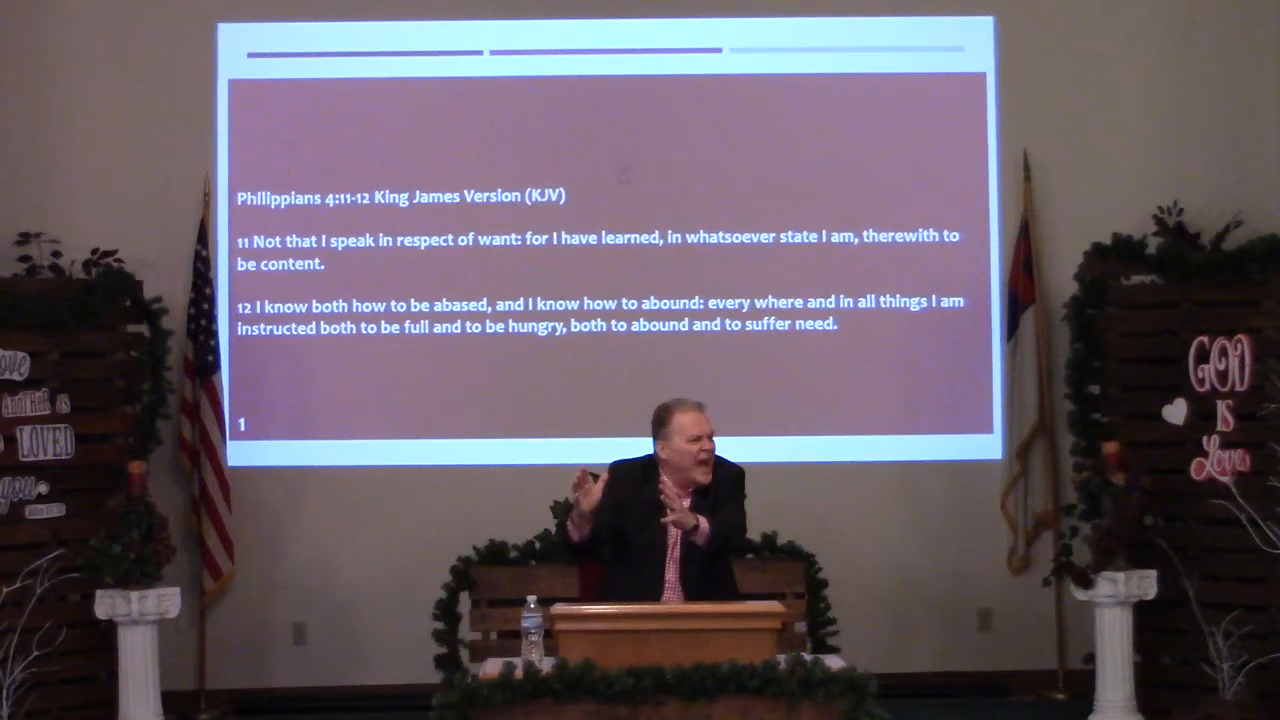 Philippians 4:11-12 King James Version (KJV)
11 Not that I speak in respect of want: for I have learned, in whatsoever state I am, therewith to
be content.
12 I know both how to be abased, and I know how to abound: every where and in all things I am
instructed both to be full and to be hungry, both to abound and to suffer need.
1
LOVED
you
GOD
IS
Love